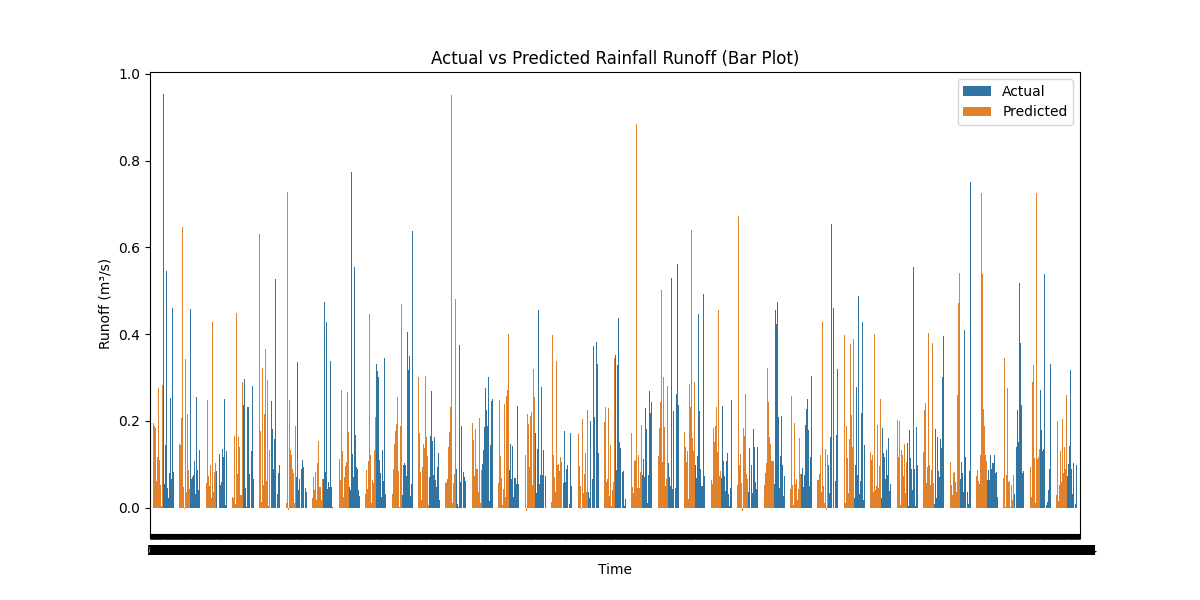 Actual vs Predicted Rainfall Runoff (Bar Plot)
Actual
Predicted
1.0
0.8
0.6
0.4
0.2
0.0
Runoff (m³/s)
Time